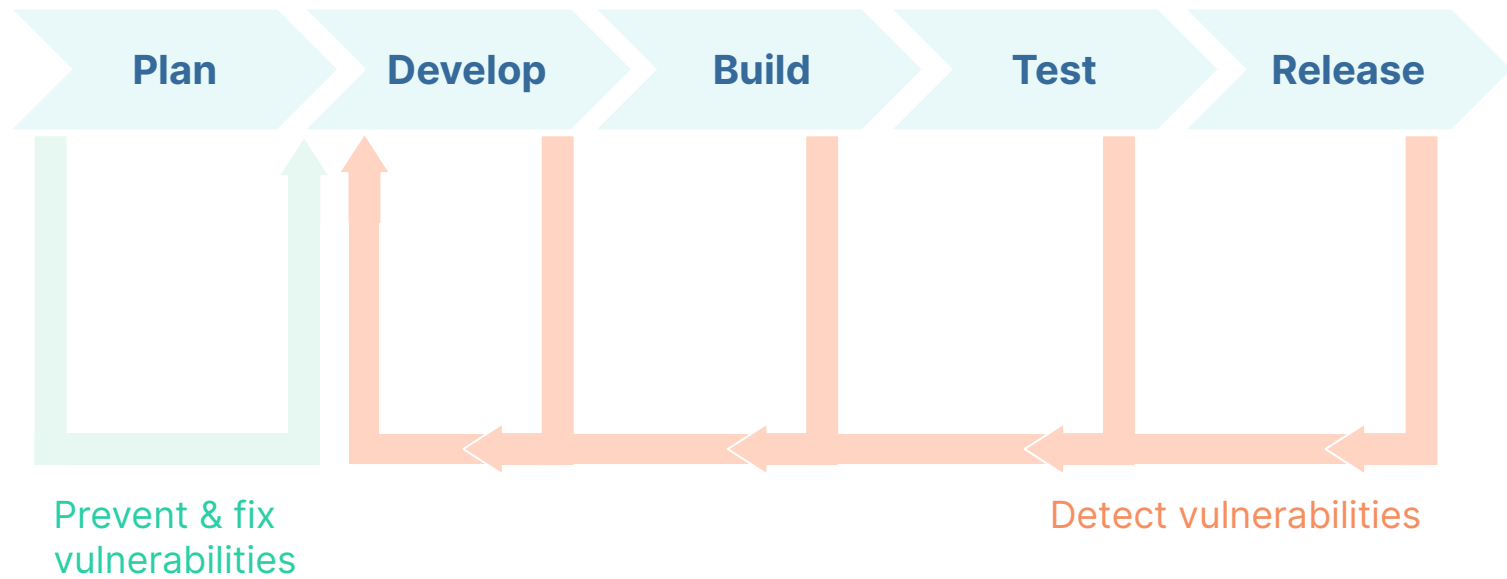 Plan
Develop
Build
Test
Release
Prevent & fix
vulnerabilities
Detect vulnerabilities